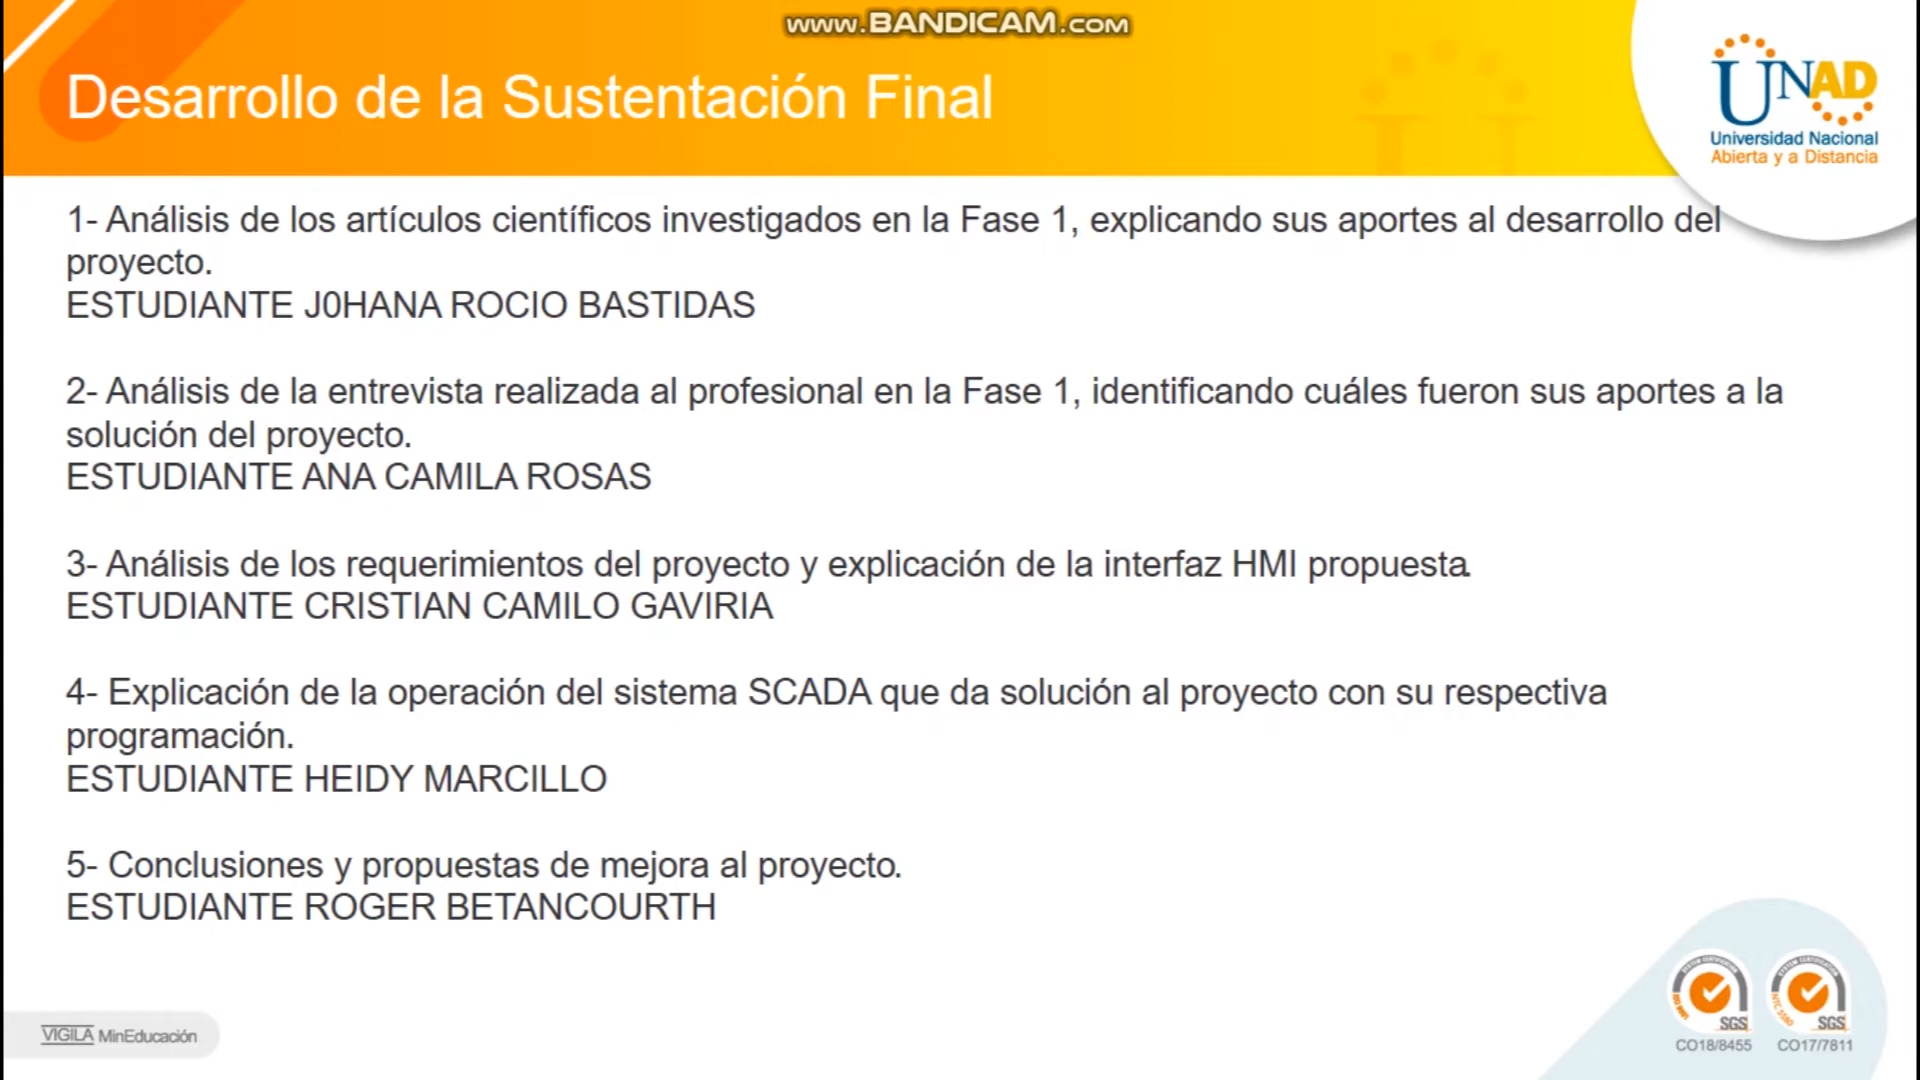 www.BANDICAM.com
Desarrollo de la Sustentación Final
UNAD
Universidad Nacional
Abierta y a Distancia
1- Análisis de los artículos científicos investigados en la Fase 1, explicando sus aportes al desarrollo del
proyecto.
ESTUDIANTE J0HANA ROCIO BASTIDAS
2- Análisis de la entrevista realizada al profesional en la Fase 1, identificando cuáles fueron sus aportes a la
solución del proyecto.
ESTUDIANTE ANA CAMILA ROSAS
3- Análisis de los requerimientos del proyecto y explicación de la interfaz HMI propuesta.
ESTUDIANTE CRISTIAN CAMILO GAVIRIA
4- Explicación de la operación del sistema SCADA que da solución al proyecto con su respectiva
programación.
ESTUDIANTE HEIDY MARCILLO
5- Conclusiones y propuestas de mejora al proyecto.
ESTUDIANTE ROGER BETANCOURTH
VIGILA MinEducación
SGS SGS
CO18/8455 CO17/7811